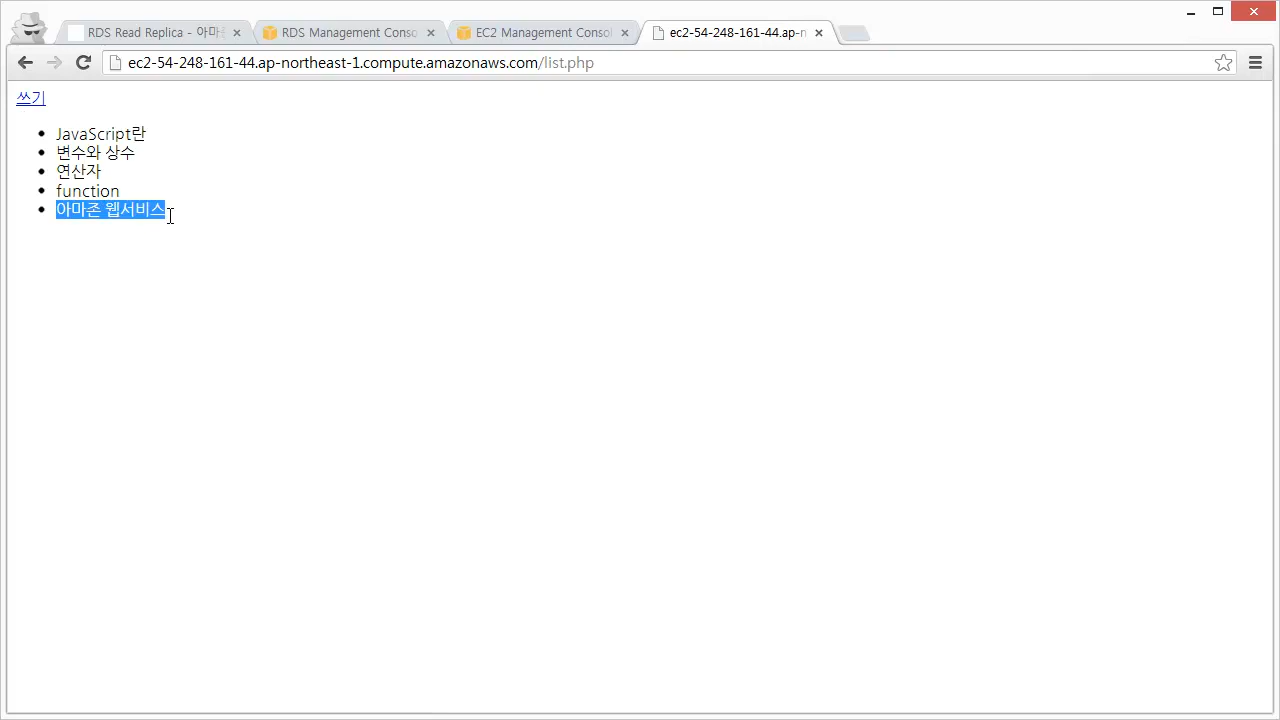 RDS Read Replica - 아마
RDS Management Conso
EC2 Management Consol
ec2-54-248-161-44.ap-n
ec2-54-248-161-44.ap-northeast-1.compute.amazonaws.com/list.php
쓰기
JavaScript란
변수와 상수
연산자
function
아마존 웹서비스